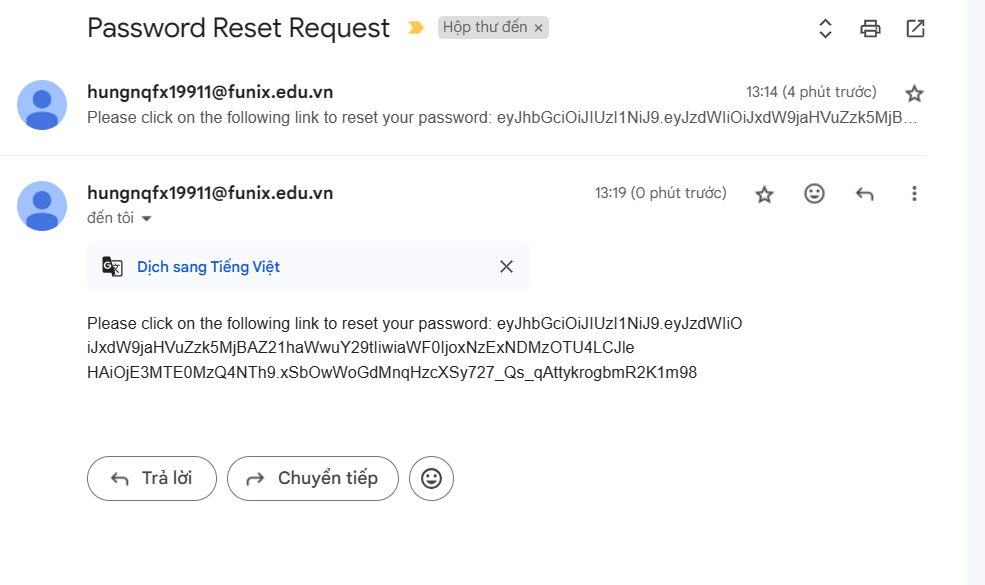 Password Reset Request
Hộp thư đến ×
hungnqfx19911@funix.edu.vn
13:14 (4 phút trước)
Please click on the following link to reset your password: eyJhbGciOiJIUzI1NiJ9.eyJzdWIiOiJxdW9jaHVuZzk5MjB…
hungnqfx19911@funix.edu.vn
13:19 (0 phút trước)
đến tôi
Dịch sang Tiếng Việt
Please click on the following link to reset your password: eyJhbGciOiJIUzI1NiJ9.eyJzdWIiO
iJxdW9jaHVuZzk5MjBAZ21haWwuY29tIiwiaWF0IjoxNzExNDMzOTU4LCJle
HAiOjE3MTE0MzQ4NTh9.xSbOwWoGdMnqHzcXSy727_Qs_qAttykrogbmR2K1m98
Trả lời
Chuyển tiếp